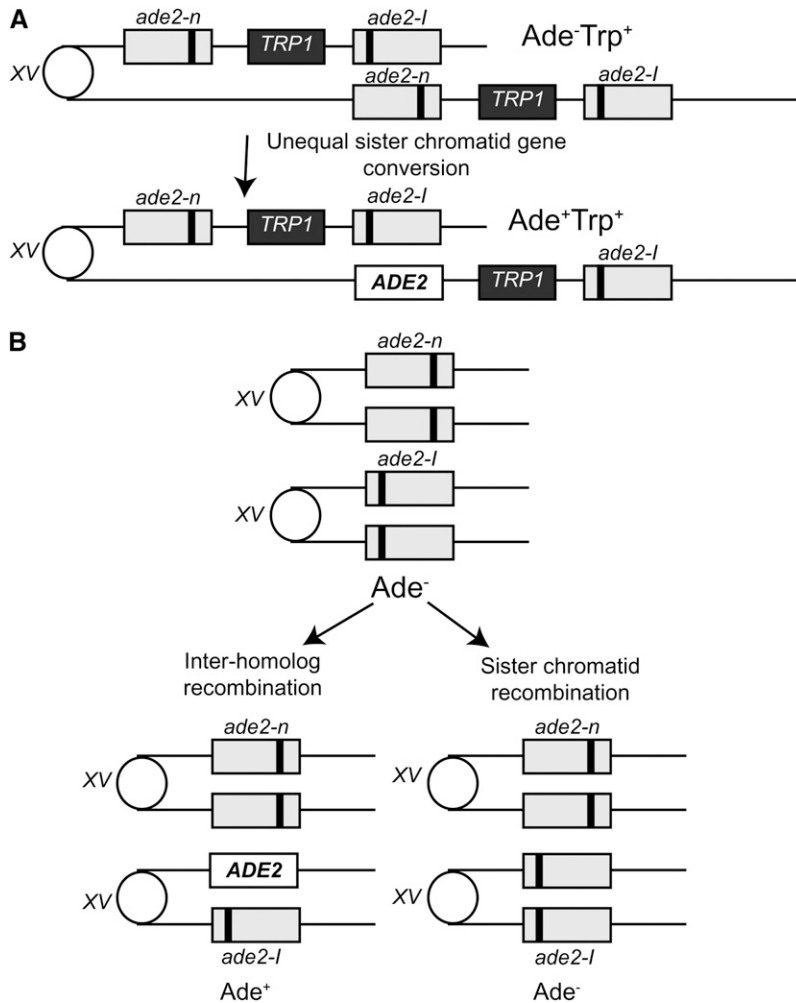 A
ade2-n
TRP1
ade2-I
Ade⁻Trp⁺
XV
ade2-n
TRP1
ade2-I
Unequal sister chromatid gene
conversion
ade2-n
TRP1
ade2-I
Ade⁺Trp⁺
XV
ADE2
TRP1
ade2-I
B
ade2-n
XV
ade2-I
XV
Ade⁻
Inter-homolog
recombination
Sister chromatid
recombination
ade2-n
ade2-n
XV
XV
ADE2
XV
XV
ade2-I
ade2-I
Ade⁺
Ade⁻